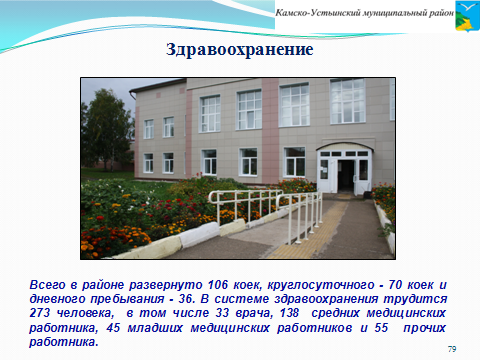 Камско-Устьинский муниципальный район
Здравоохранение
Всего в районе развернуто 106 коек, круглосуточного - 70 коек и
дневного пребывания - 36. В системе здравоохранения трудится
273 человека, в том числе 33 врача, 138 средних медицинских
работника, 45 младших медицинских работников и 55 прочих
работника.
79